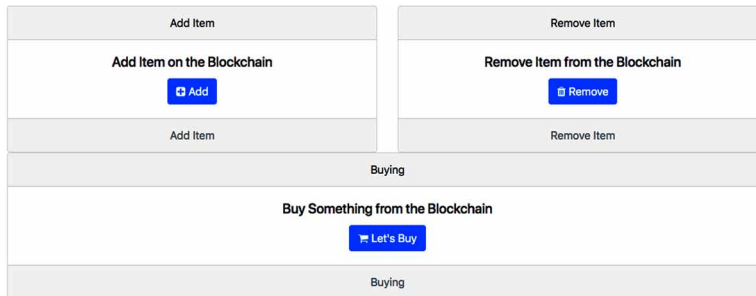 Add Item
Add Item on the Blockchain
Add
Add Item
Remove Item
Remove Item from the Blockchain
Remove
Remove Item
Buying
Buy Something from the Blockchain
Let's Buy
Buying